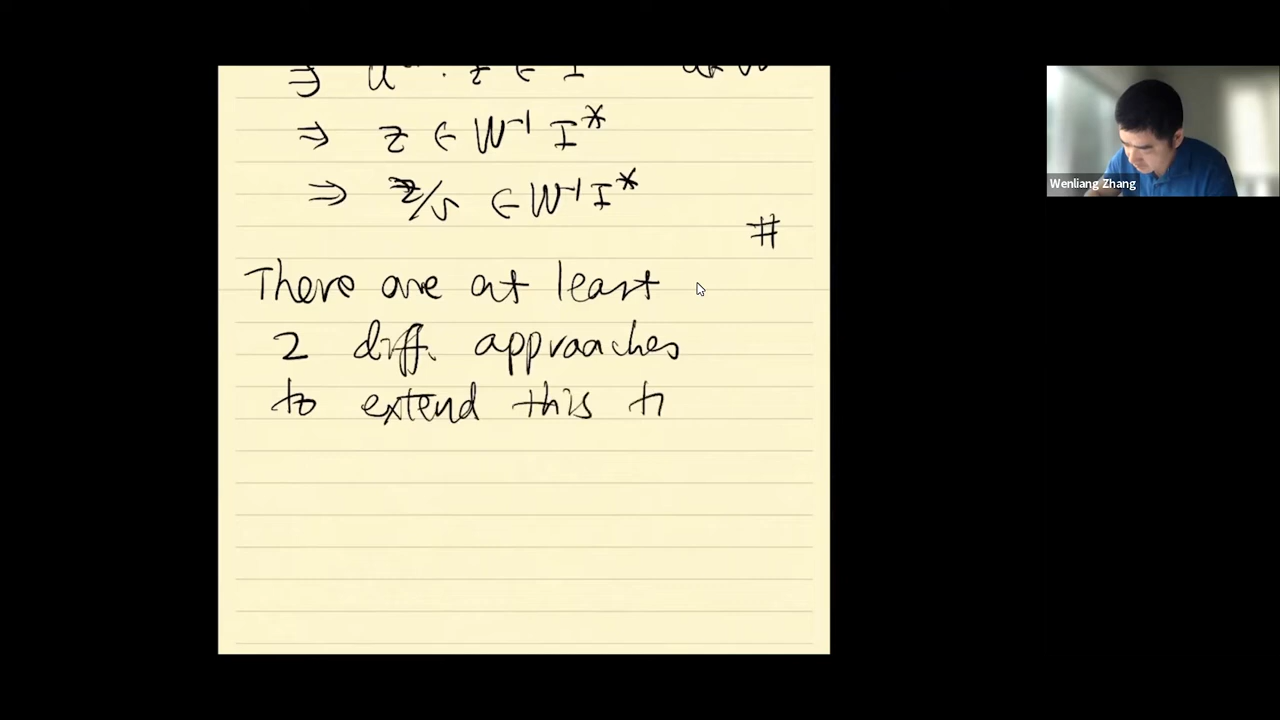 ⇒ z ∈ W⁻¹ I*
⇒ z/s ∈ W⁻¹ I*
#
There are at least
2 diff. approaches
to extend this
Wenliang Zhang